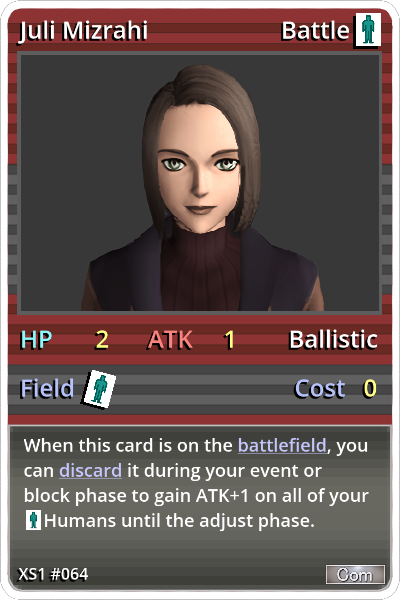 Juli Mizrahi Battle
HP 2 ATK 1 Ballistic
Field Cost 0
When this card is on the battlefield, you
can discard it during your event or
block phase to gain ATK+1 on all of your
Humans until the adjust phase.
XS1 #064 Com